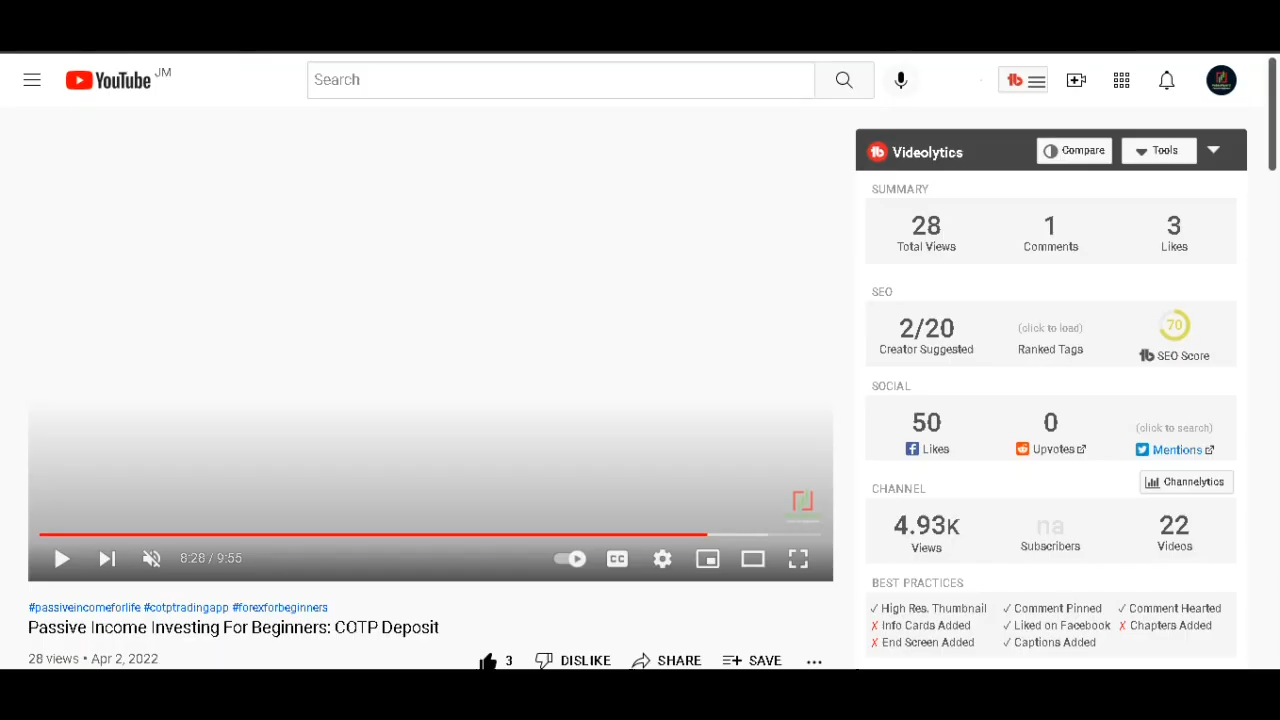 YouTube JM
Search
Videolytics
Compare
Tools
SUMMARY
28 1 3
Total Views Comments Likes
SEO
2/20 (click to load) 70
Creator Suggested Ranked Tags SEO Score
SOCIAL
50 0 (click to search)
Likes Upvotes Mentions
CHANNEL Channelytics
4.93K na 22
Views Subscribers Videos
BEST PRACTICES
✓ High Res. Thumbnail ✓ Comment Pinned ✓ Comment Hearted
✗ Info Cards Added ✓ Liked on Facebook ✗ Chapters Added
✗ End Screen Added ✓ Captions Added
8:28 / 9:55
CC
#passiveincomeforlife #cotptradingapp #forexforbeginners
Passive Income Investing For Beginners: COTP Deposit
28 views • Apr 2, 2022
3 DISLIKE SHARE SAVE ...